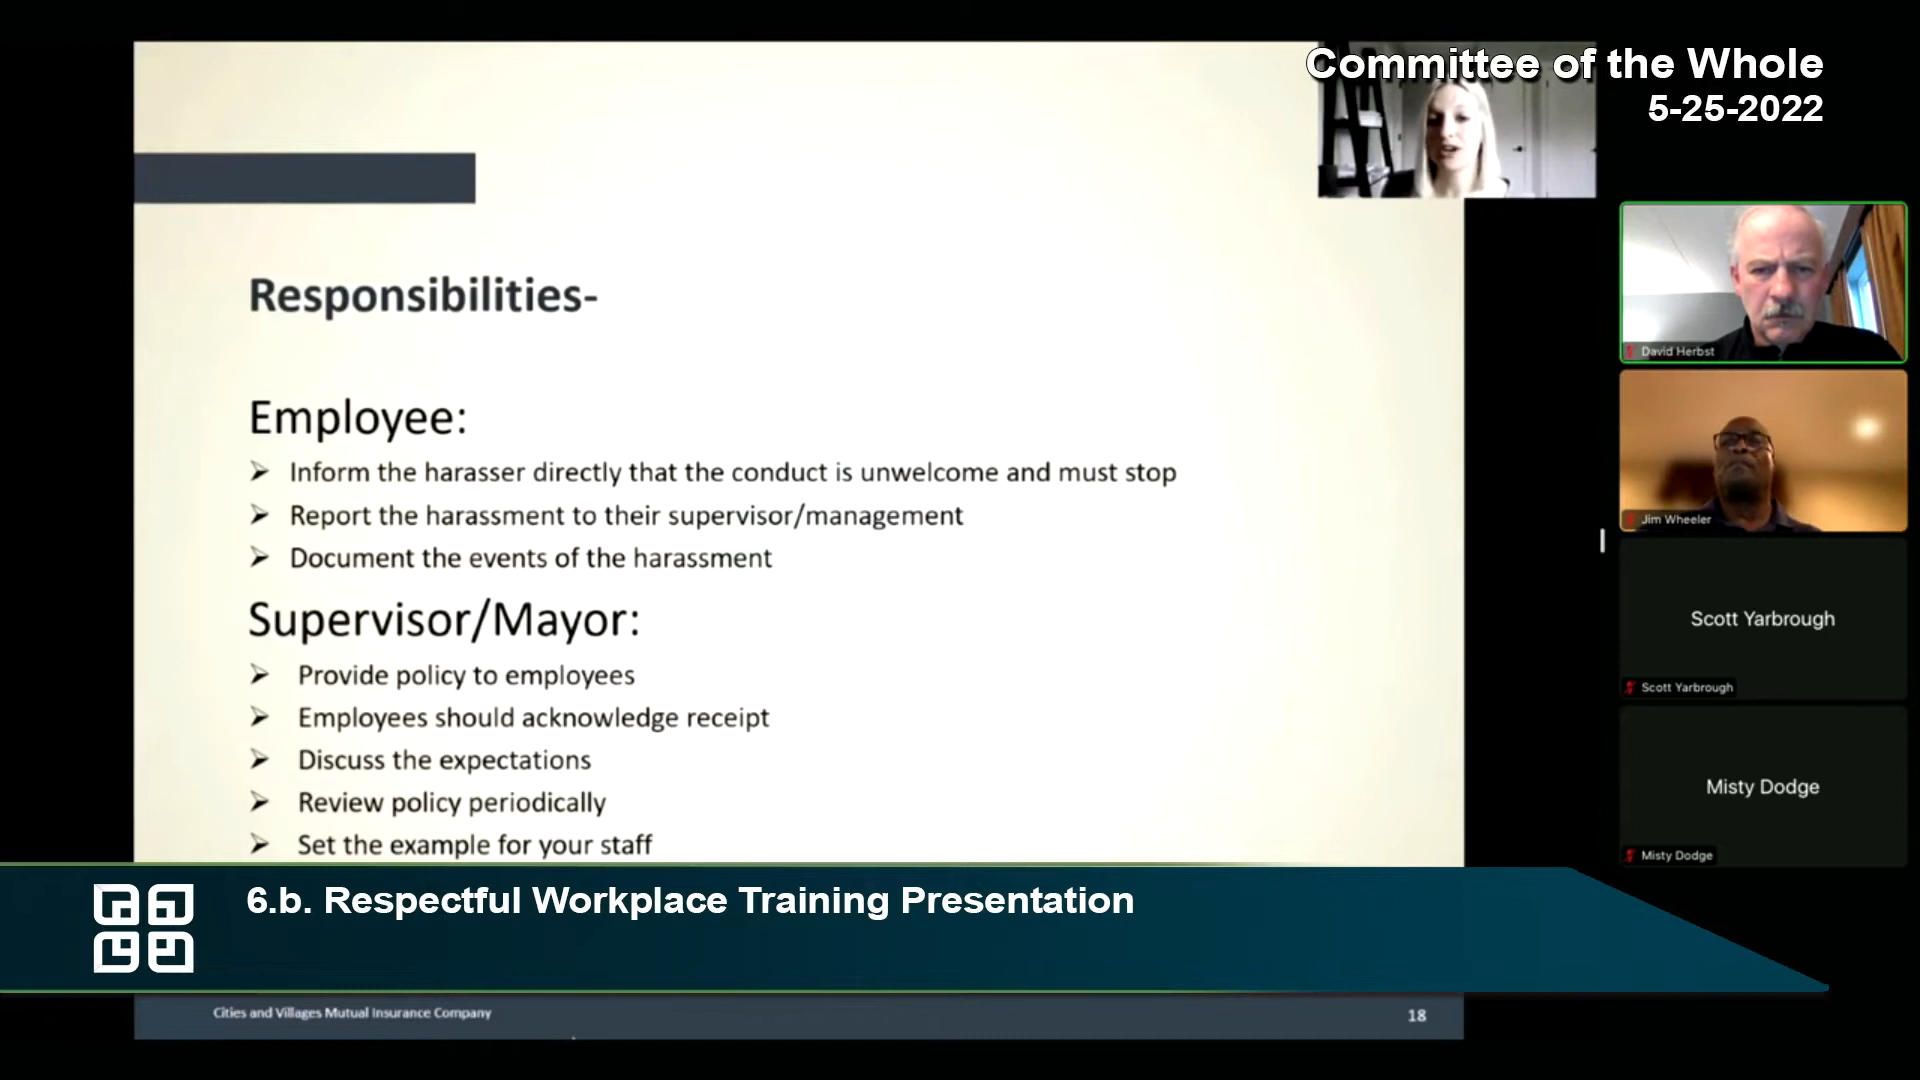 Committee of the Whole
5-25-2022
Responsibilities-
Employee:
Inform the harasser directly that the conduct is unwelcome and must stop
Report the harassment to their supervisor/management
Document the events of the harassment
Supervisor/Mayor:
Provide policy to employees
Employees should acknowledge receipt
Discuss the expectations
Review policy periodically
Set the example for your staff
David Herbst
Jim Wheeler
Scott Yarbrough
Scott Yarbrough
Misty Dodge
Misty Dodge
6.b. Respectful Workplace Training Presentation
Cities and Villages Mutual Insurance Company
18